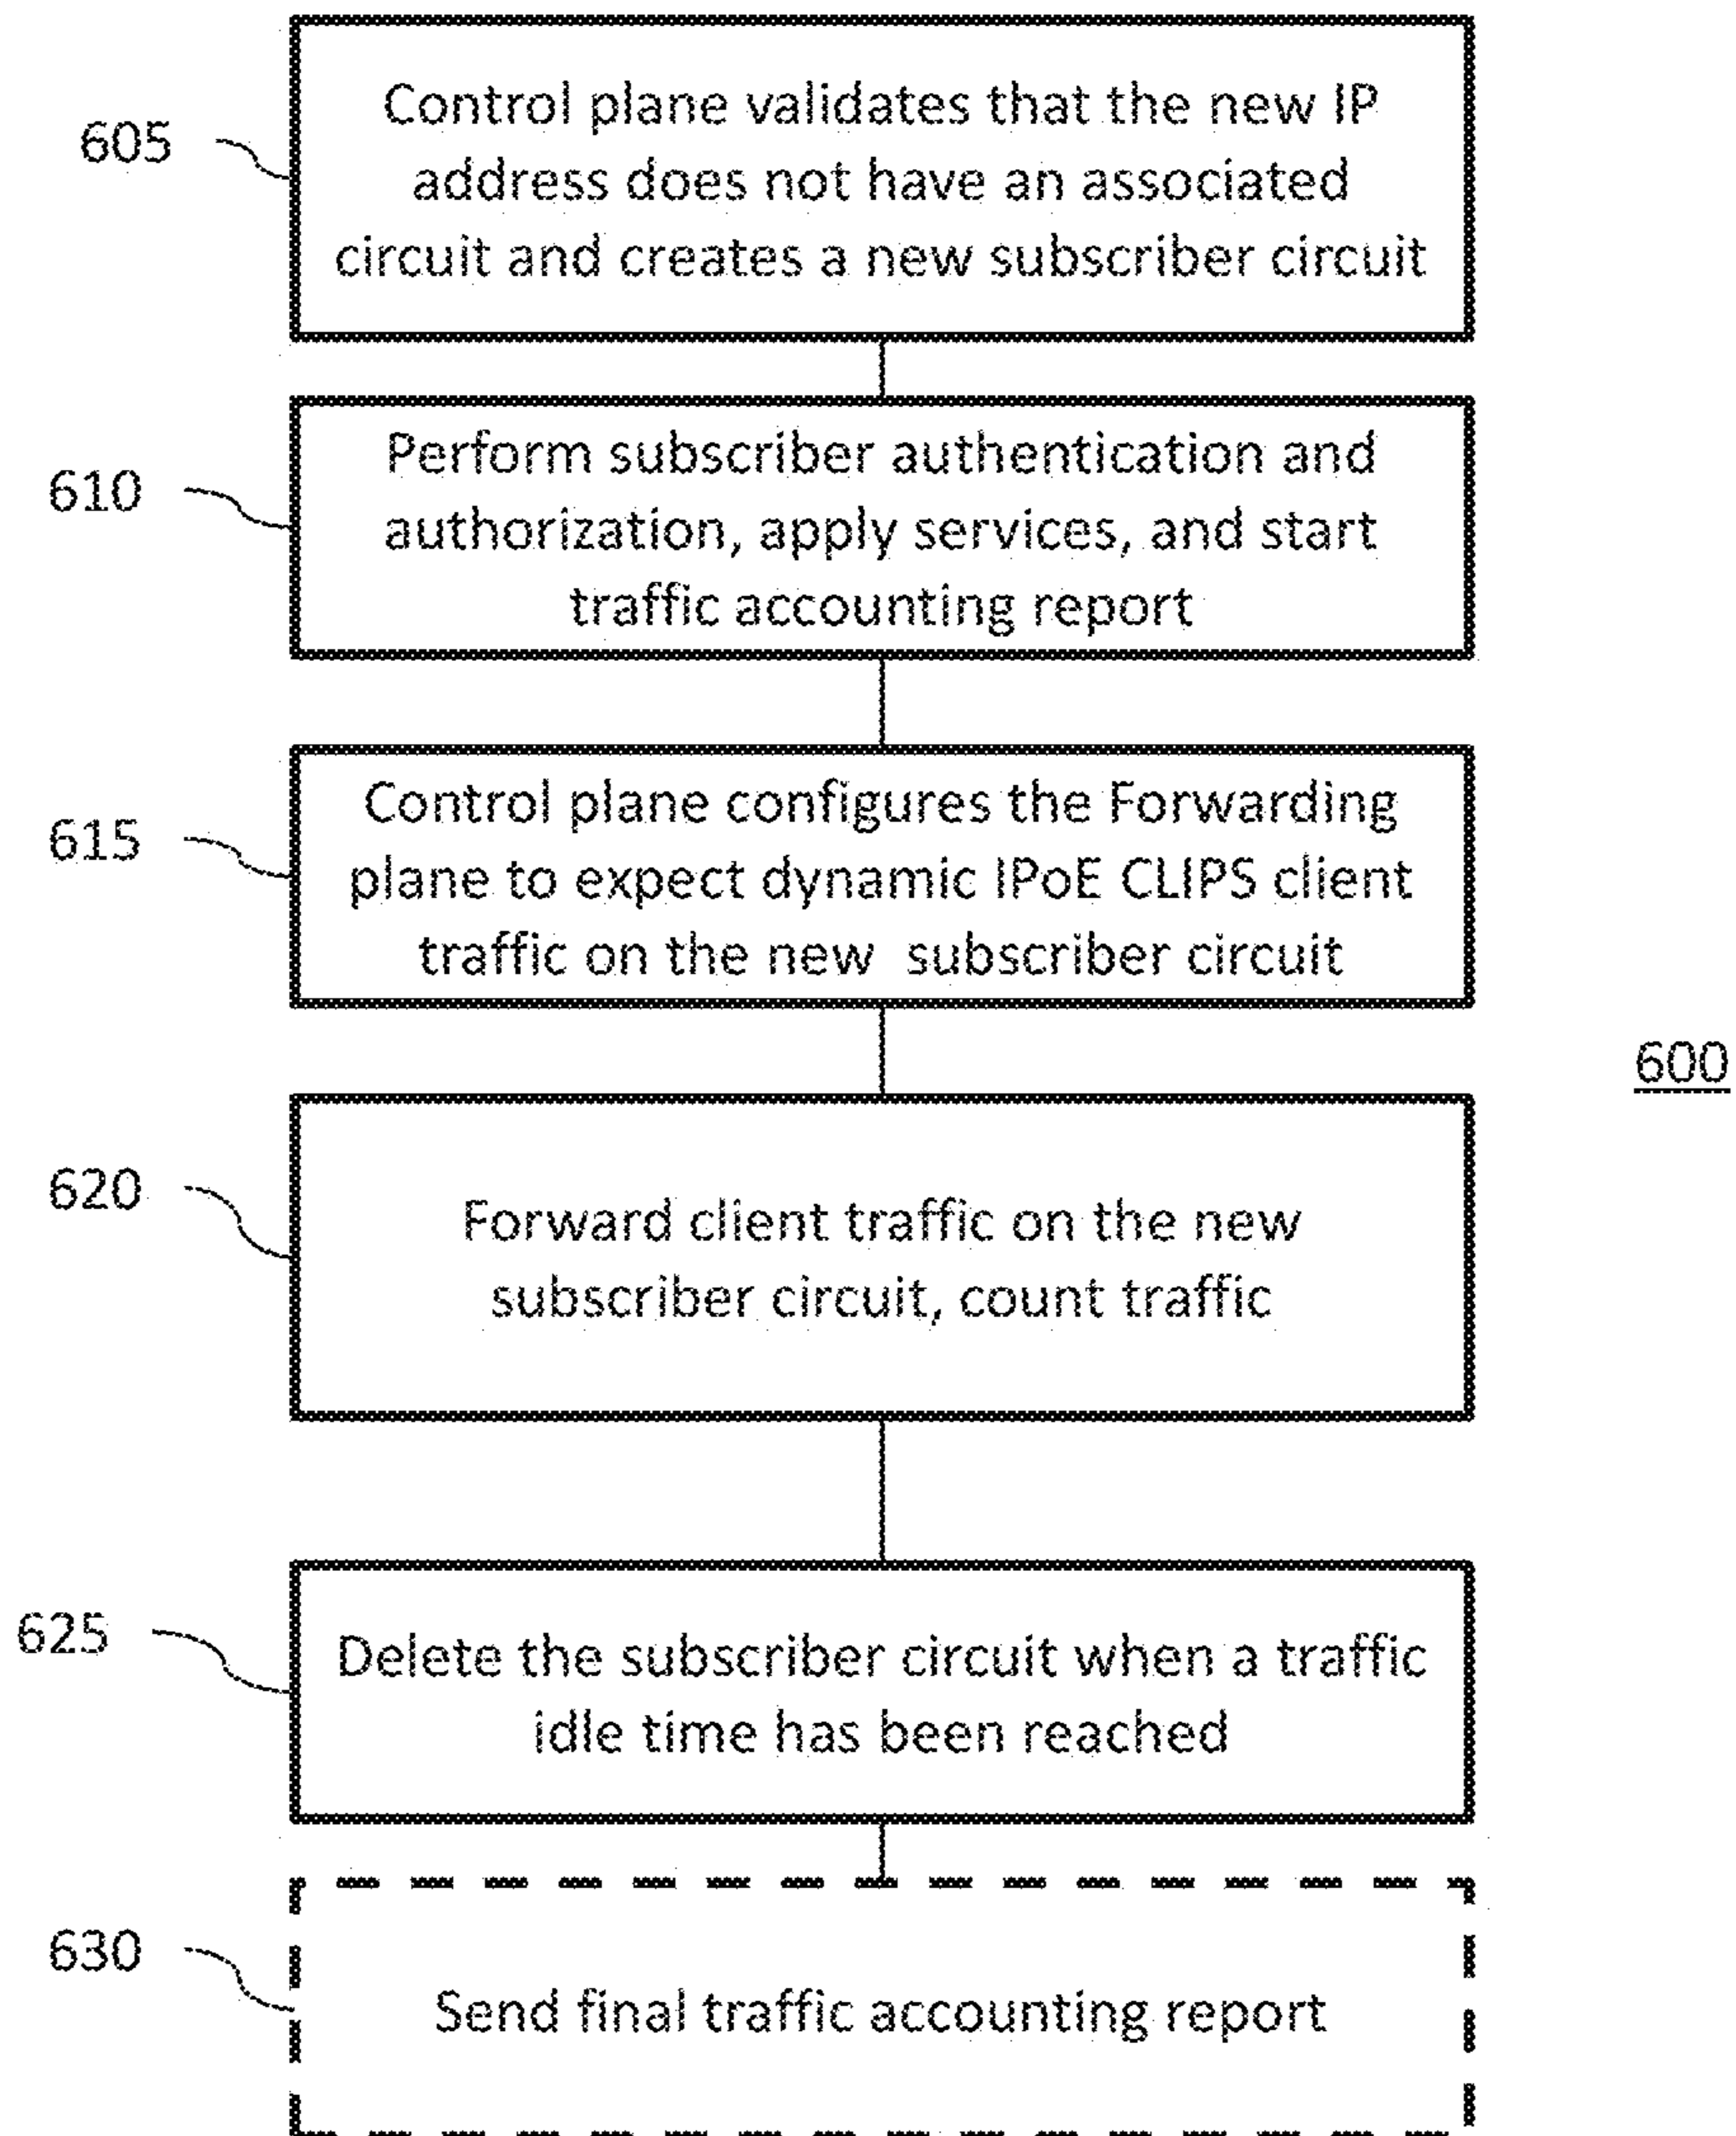 605
Control plane validates that the new IP
address does not have an associated
circuit and creates a new subscriber circuit
610
Perform subscriber authentication and
authorization, apply services, and start
traffic accounting report
615
Control plane configures the Forwarding
plane to expect dynamic IPoE CLIPS client
traffic on the new subscriber circuit
600
620
Forward client traffic on the new
subscriber circuit, count traffic
625
Delete the subscriber circuit when a traffic
idle time has been reached
630
Send final traffic accounting report